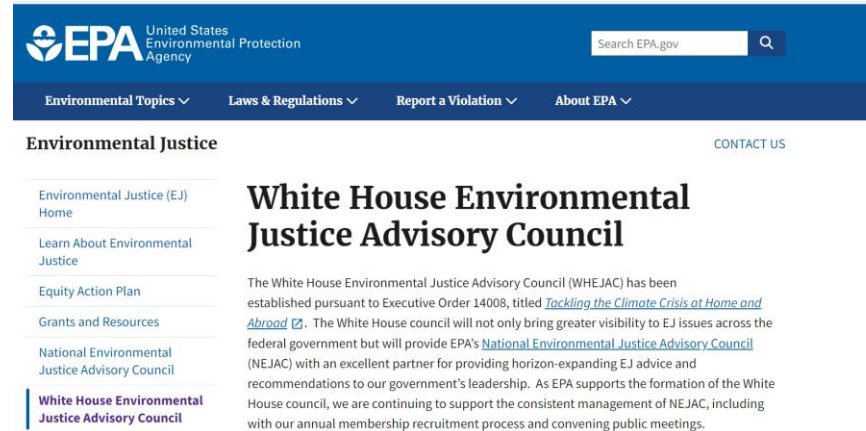 EPA United States
Environmental Protection
Agency
Search EPA.gov
Environmental Topics
Laws & Regulations
Report a Violation
About EPA
Environmental Justice
CONTACT US
Environmental Justice (EJ)
Home
Learn About Environmental
Justice
Equity Action Plan
Grants and Resources
National Environmental
Justice Advisory Council
White House Environmental
Justice Advisory Council
White House Environmental
Justice Advisory Council
The White House Environmental Justice Advisory Council (WHEJAC) has been
established pursuant to Executive Order 14008, titled Tackling the Climate Crisis at Home and
Abroad. The White House council will not only bring greater visibility to EJ issues across the
federal government but will provide EPA's National Environmental Justice Advisory Council
(NEJAC) with an excellent partner for providing horizon-expanding EJ advice and
recommendations to our government's leadership. As EPA supports the formation of the White
House council, we are continuing to support the consistent management of NEJAC, including
with our annual membership recruitment process and convening public meetings.